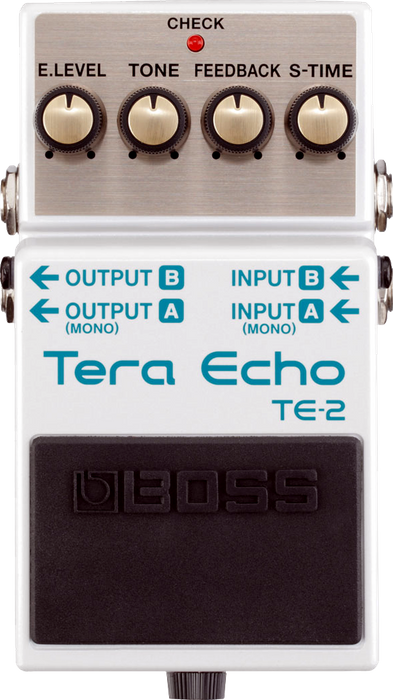 CHECK
E.LEVEL TONE FEEDBACK S-TIME
← OUTPUT B INPUT B ←
← OUTPUT A INPUT A ←
(MONO) (MONO)
Tera Echo
TE-2
BOSS